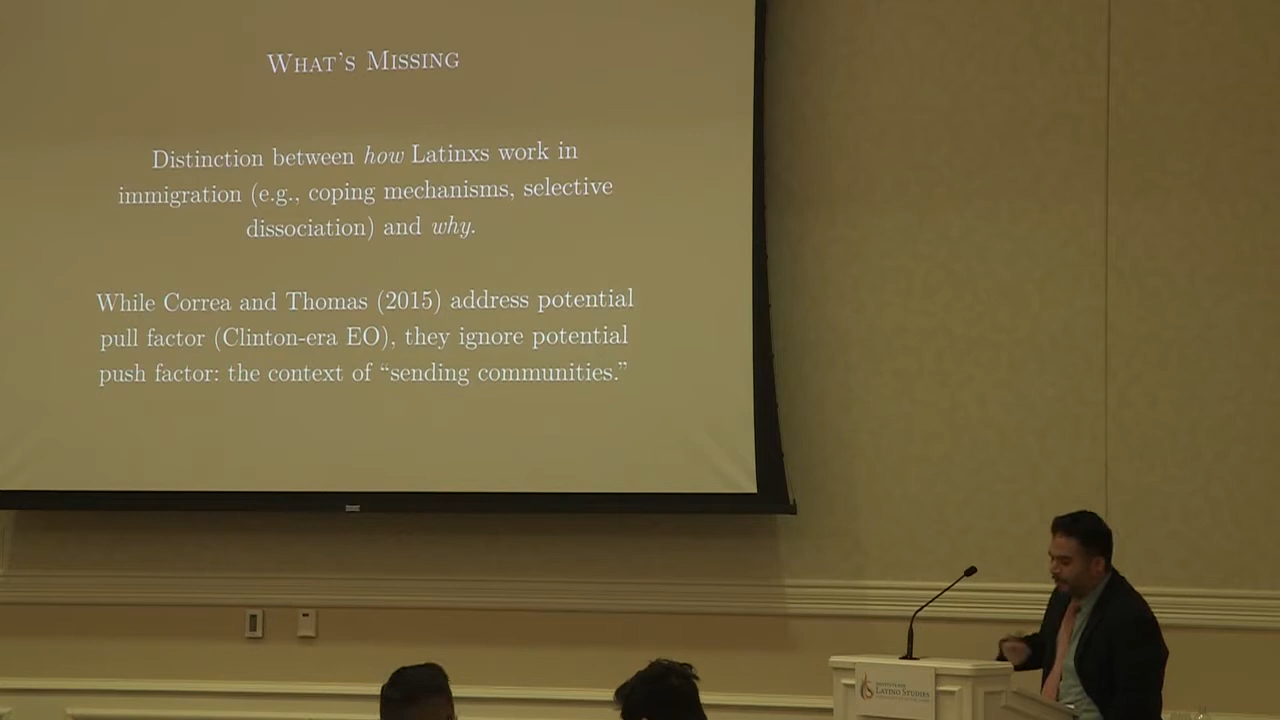 What's Missing
Distinction between how Latinxs work in
immigration (e.g., coping mechanisms, selective
dissociation) and why.
While Correa and Thomas (2015) address potential
pull factor (Clinton-era EO), they ignore potential
push factor: the context of “sending communities.”
INSTITUTE FOR
LATINO STUDIES